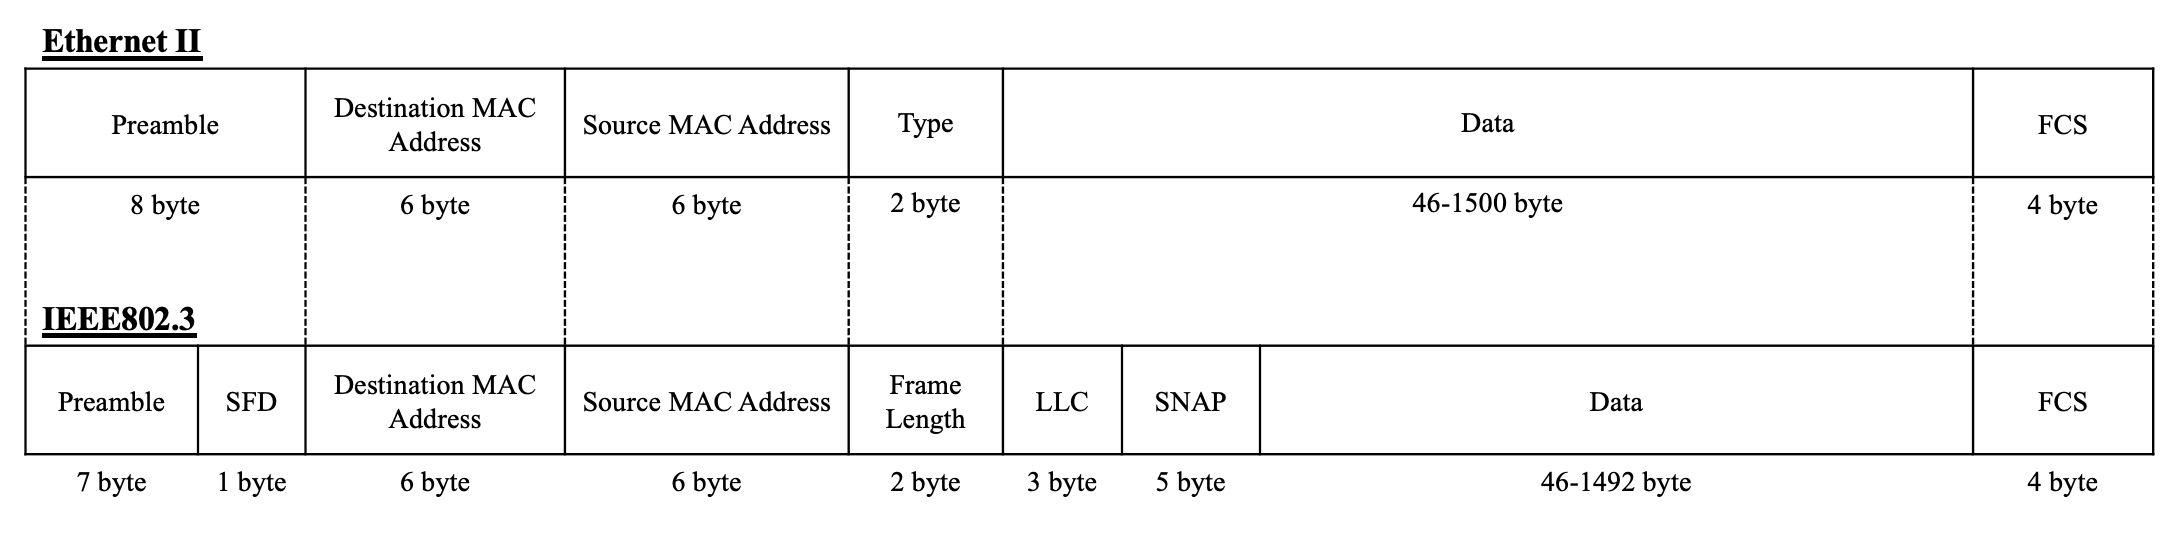 Ethernet II
Preamble
Destination MAC
Address
Source MAC Address
Type
Data
FCS
8 byte
6 byte
6 byte
2 byte
46-1500 byte
4 byte
IEEE802.3
Preamble
SFD
Destination MAC
Address
Source MAC Address
Frame
Length
LLC
SNAP
Data
FCS
7 byte
1 byte
6 byte
6 byte
2 byte
3 byte
5 byte
46-1492 byte
4 byte